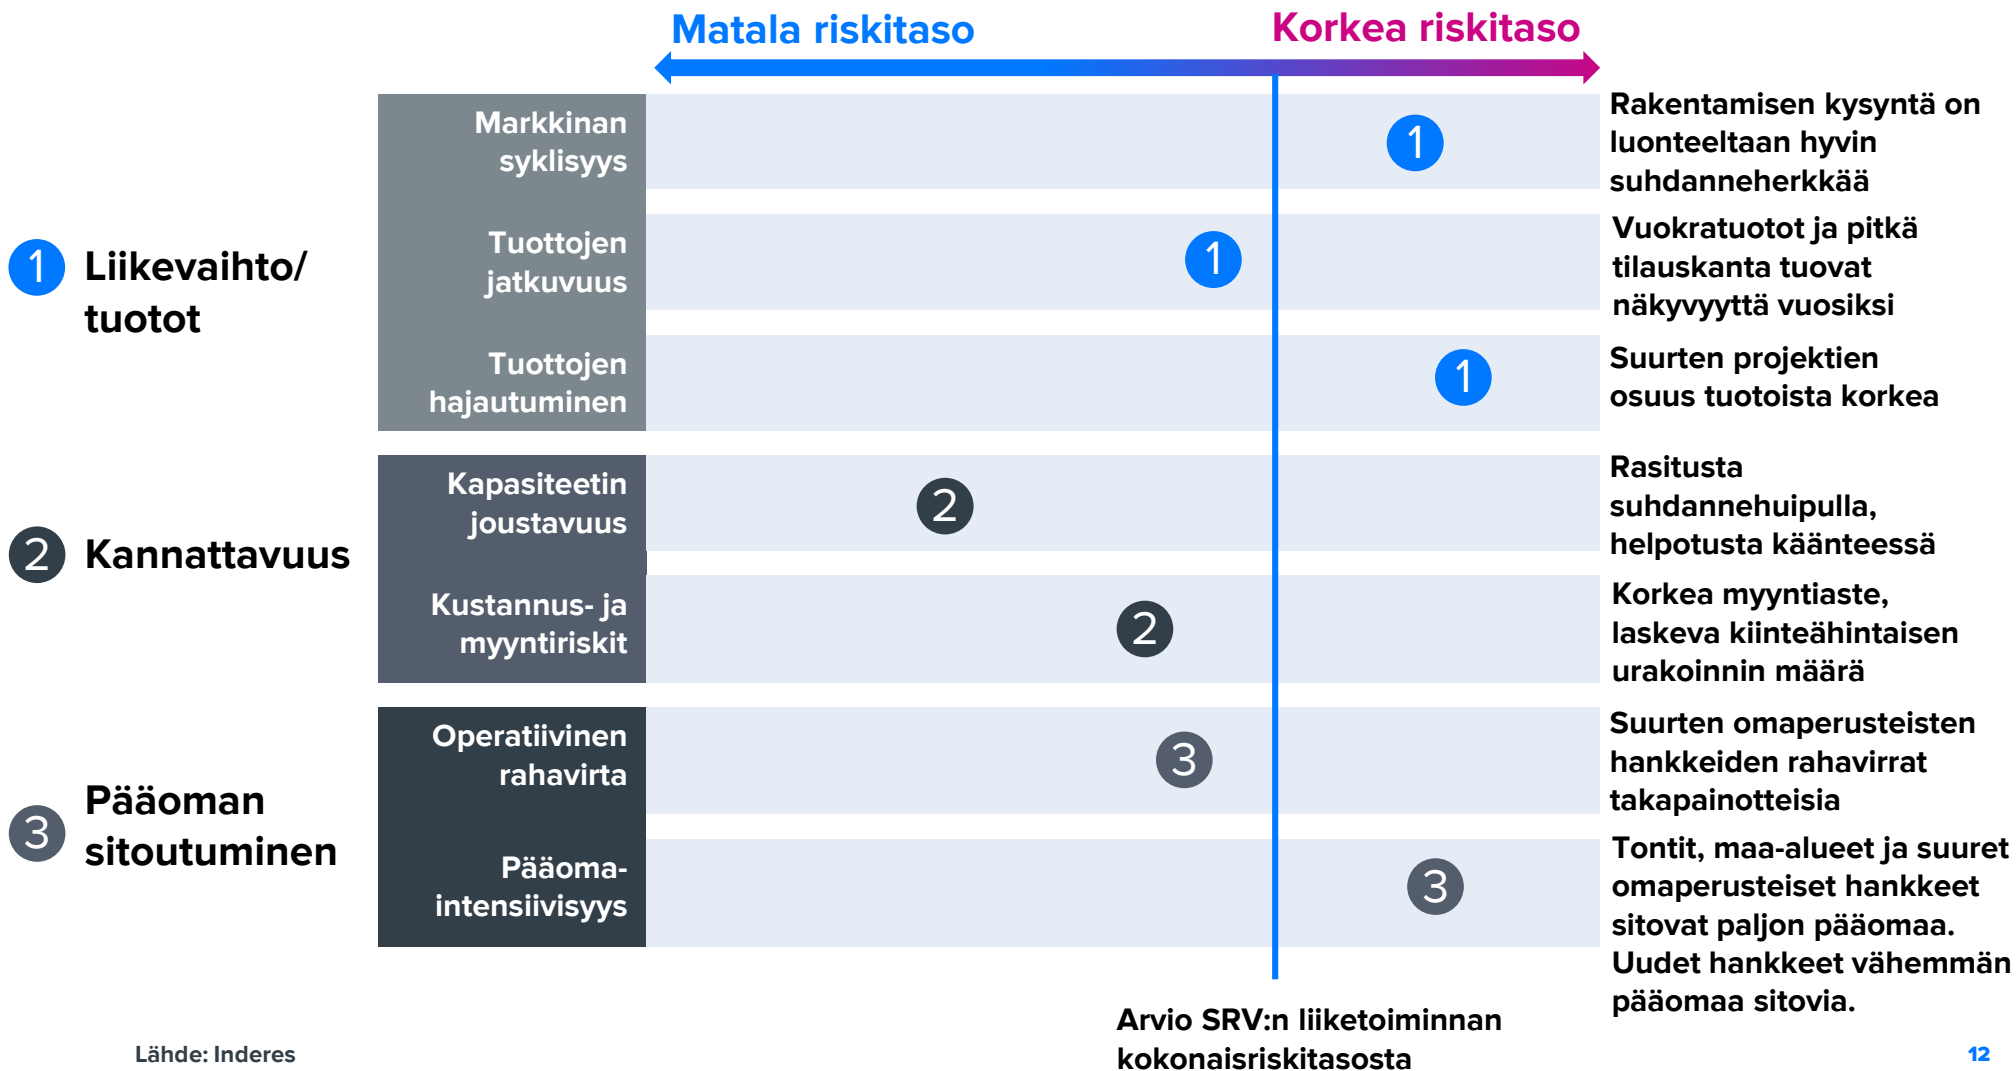 Matala riskitaso
Korkea riskitaso
1 Liikevaihto/
tuotot
Markkinan
syklisyys
1
Rakentamisen kysyntä on
luonteeltaan hyvin
suhdanneherkkää
Tuottojen
jatkuvuus
1
Vuokratuotot ja pitkä
tilauskanta tuovat
näkyvyyttä vuosiksi
Tuottojen
hajautuminen
1
Suurten projektien
osuus tuotoista korkea
2 Kannattavuus
Kapasiteetin
joustavuus
2
Rasitusta
suhdannehuipulla,
helpotusta käänteessä
Kustannus- ja
myyntiriskit
2
Korkea myyntiaste,
laskeva kiinteähintaisen
urakoinnin määrä
3 Pääoman
sitoutuminen
Operatiivinen
rahavirta
3
Suurten omaperusteisten
hankkeiden rahavirrat
takapainotteisia
Pääoma-
intensiivisyys
3
Tontit, maa-alueet ja suuret
omaperusteiset hankkeet
sitovat paljon pääomaa.
Uudet hankkeet vähemmän
pääomaa sitovia.
Arvio SRV:n liiketoiminnan
kokonaisriskitasosta
Lähde: Inderes
12